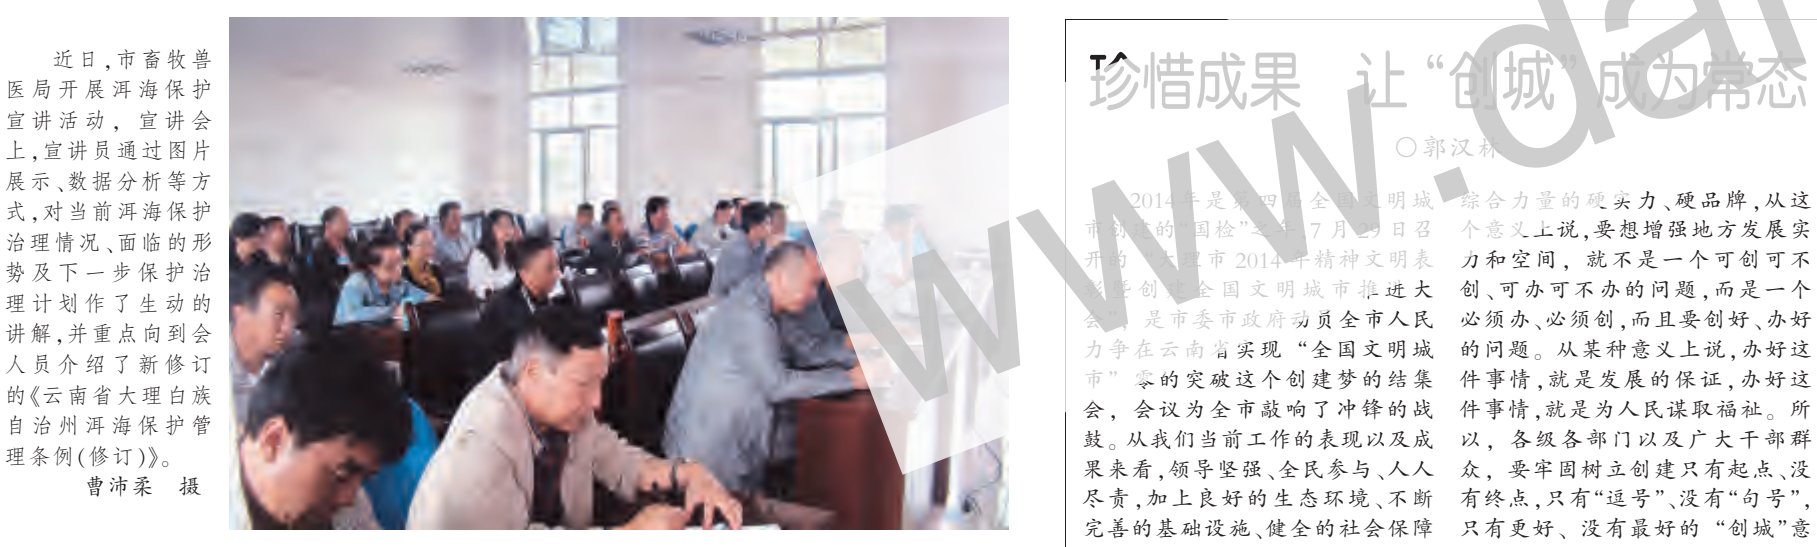 近日,市畜牧兽
医局开展洱海保护
宣讲活动，宣讲会
上,宣讲员通过图片
展示、数据分析等方
式,对当前洱海保护
治理情况、面临的形
势及下一步保护治
理计划作了生动的
讲解,并重点向到会
人员介绍了新修订
的《云南省大理白族
自治州洱海保护管
理条例(修订)》。
曹沛柔　摄
珍惜成果　让“创城”成为常态
○郭汉林
2014年是第四届全国文明城
市创建的“国检”之年,7月29日召
开的“大理市2014年精神文明表
彰暨创建全国文明城市推进大
会”，是市委市政府动员全市人民
力争在云南省实现“全国文明城
市”零的突破这个创建梦的结集
会，会议为全市敲响了冲锋的战
鼓。从我们当前工作的表现以及成
果来看,领导坚强、全民参与、人人
尽责,加上良好的生态环境、不断
完善的基础设施、健全的社会保障
综合力量的硬实力、硬品牌,从这
个意义上说,要想增强地方发展实
力和空间，就不是一个可创可不
创、可办可不办的问题,而是一个
必须办、必须创,而且要创好、办好
的问题。从某种意义上说,办好这
件事情,就是发展的保证,办好这
件事情,就是为人民谋取福祉。所
以，各级各部门以及广大干部群
众，要牢固树立创建只有起点、没
有终点,只有“逗号”、没有“句号”,
只有更好、没有最好的“创城”意
www.dai